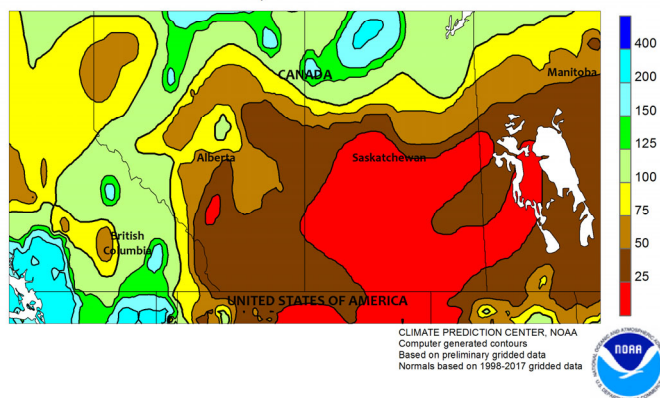 CANADA
Manitoba
Alberta
Saskatchewan
British
Columbia
UNITED STATES OF AMERICA
400
200
150
125
100
75
50
25
CLIMATE PREDICTION CENTER, NOAA
Computer generated contours
Based on preliminary gridded data
Normals based on 1998-2017 gridded data
NOAA